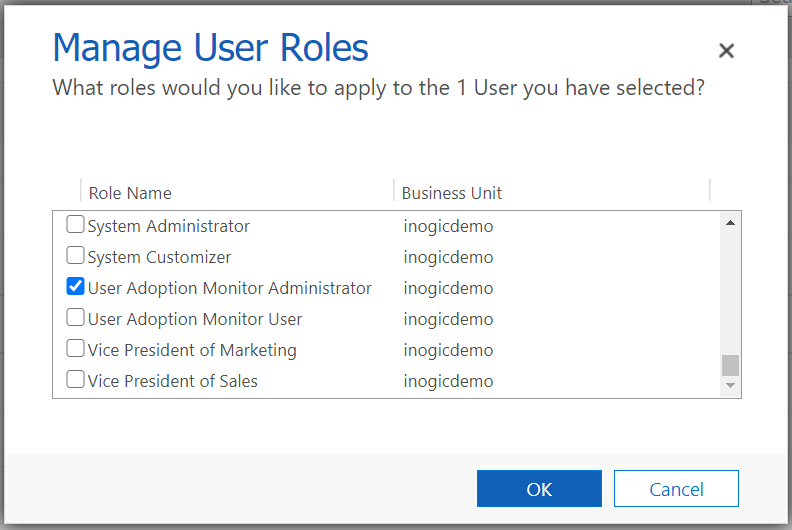 Manage User Roles
What roles would you like to apply to the 1 User you have selected?
Role Name Business Unit
System Administrator inogicdemo
System Customizer inogicdemo
User Adoption Monitor Administrator inogicdemo
User Adoption Monitor User inogicdemo
Vice President of Marketing inogicdemo
Vice President of Sales inogicdemo
OK Cancel